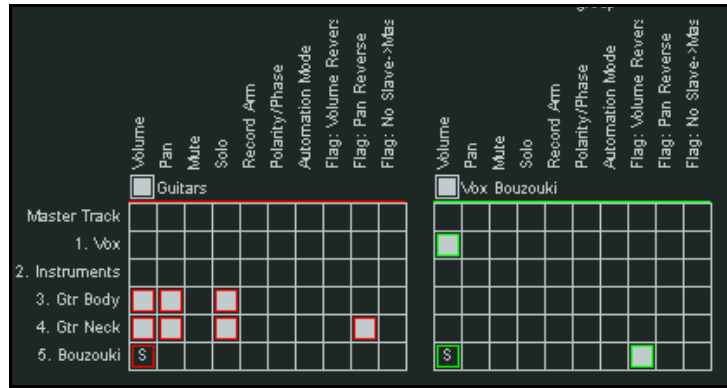 group
Volume
Pan
Mute
Solo
Record Arm
Polarity/Phase
Automation Mode
Flag: Volume Revers
Flag: Pan Reverse
Flag: No Slave->Mas
Volume
Pan
Mute
Solo
Record Arm
Polarity/Phase
Automation Mode
Flag: Volume Revers
Flag: Pan Reverse
Flag: No Slave->Mas
Guitars
Vox Bouzouki
Master Track
1. Vox
2. Instruments
3. Gtr Body
4. Gtr Neck
5. Bouzouki S S